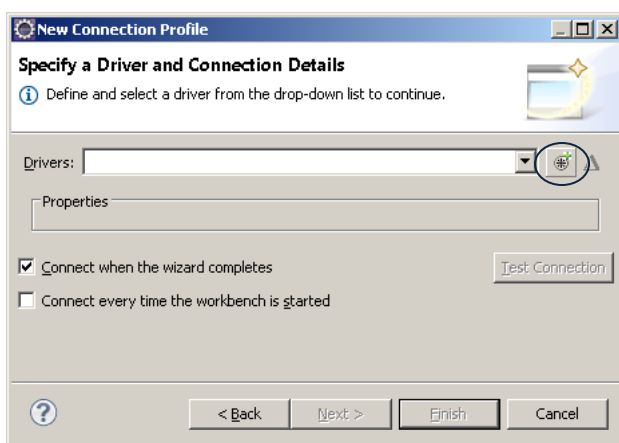 New Connection Profile
Specify a Driver and Connection Details
Define and select a driver from the drop-down list to continue.
Drivers:
Properties
Connect when the wizard completes
Test Connection
Connect every time the workbench is started
< Back
Next >
Finish
Cancel